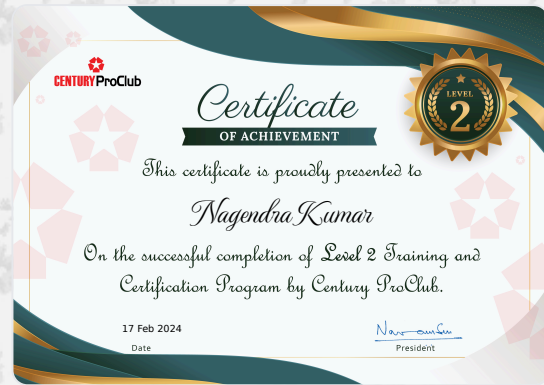 CENTURY ProClub
LEVEL
2
Certificate
OF ACHIEVEMENT
This certificate is proudly presented to
Nagendra Kumar
On the successful completion of Level 2 Training and
Certification Program by Century ProClub.
17 Feb 2024
Date
President